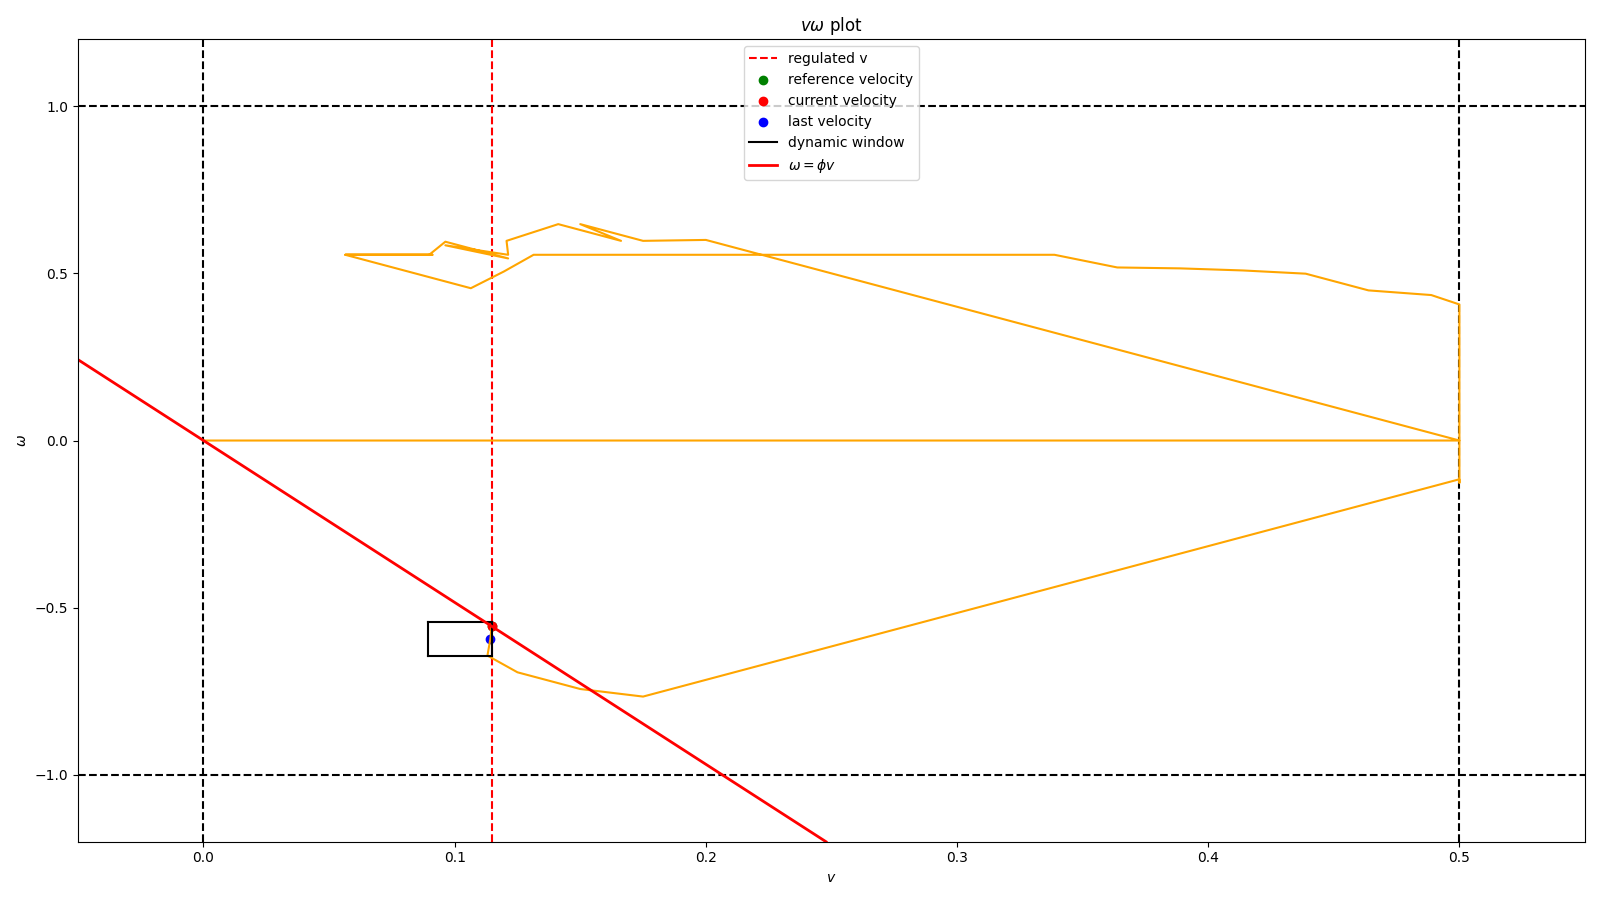 vω plot
regulated v
reference velocity
current velocity
last velocity
dynamic window
ω = ϕv
1.0
0.5
0.0
−0.5
−1.0
ω
0.0 0.1 0.2 0.3 0.4 0.5
v